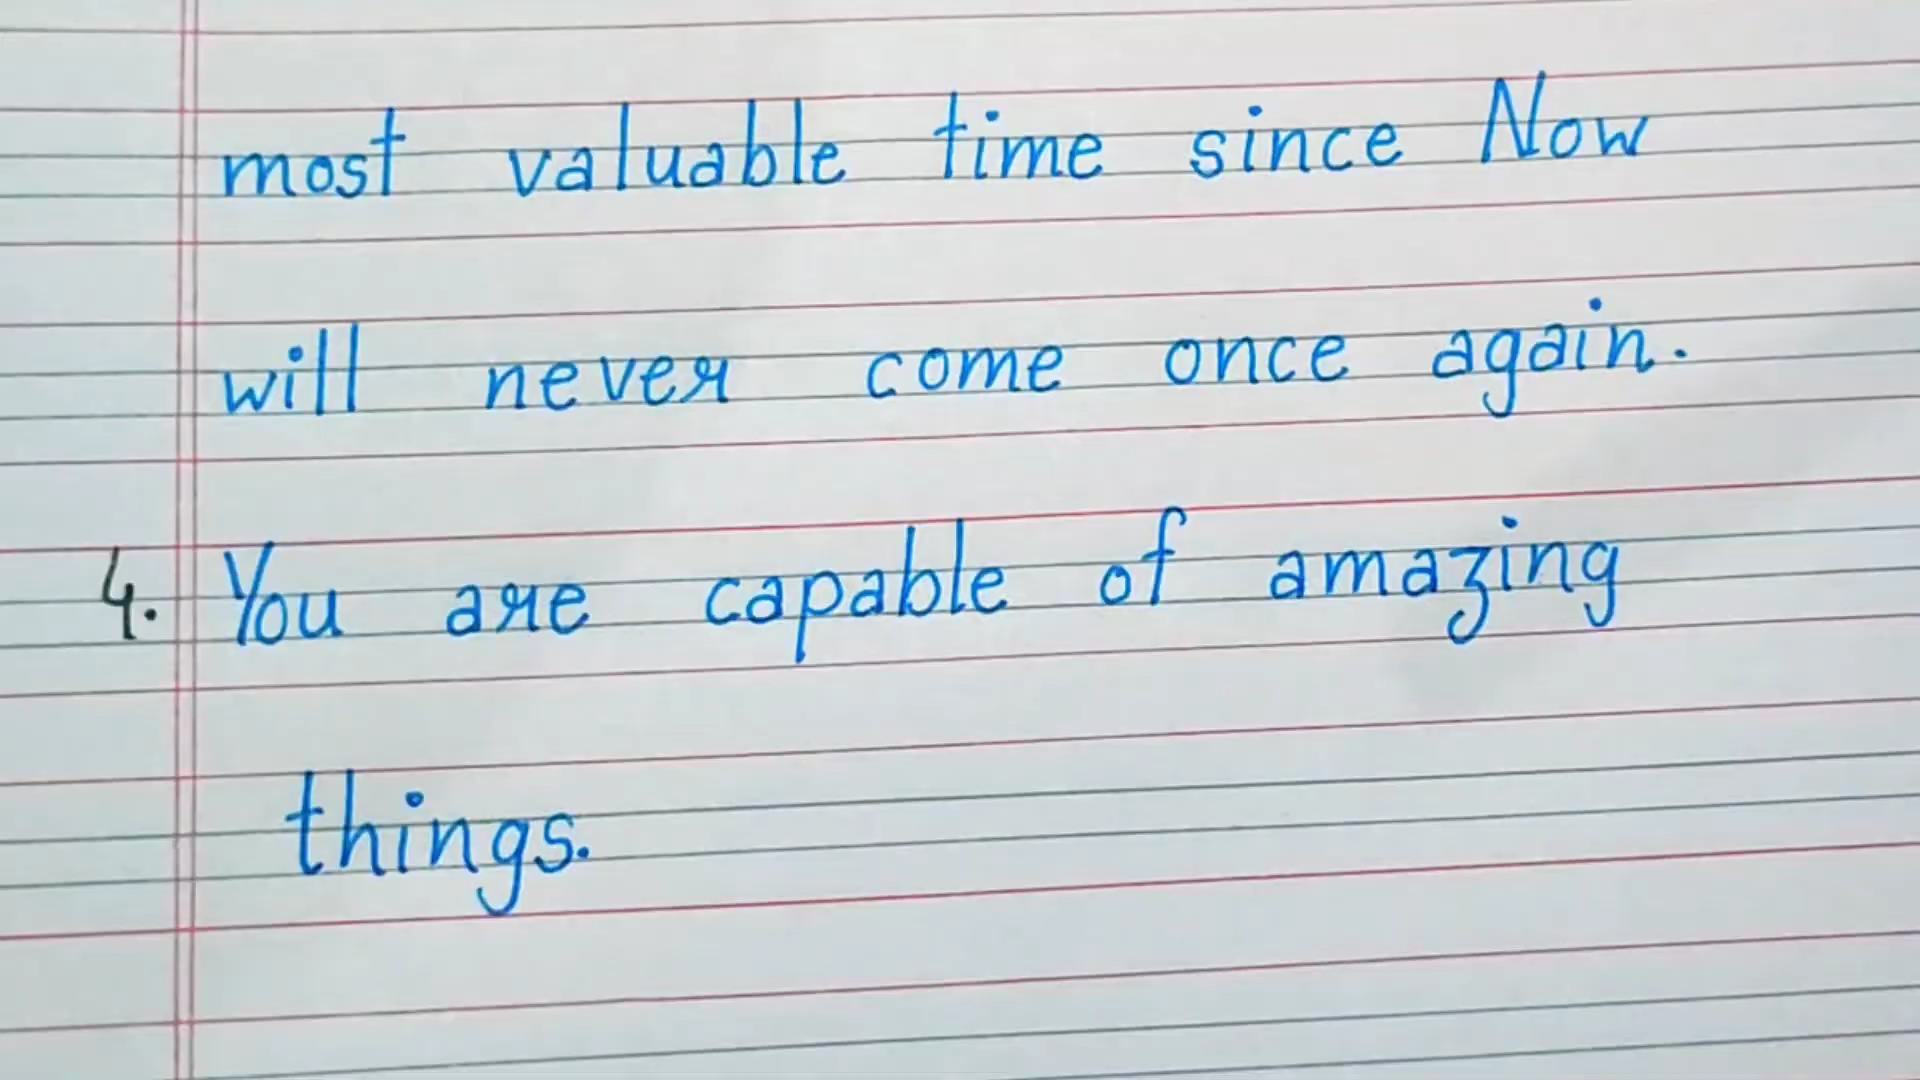 most valuable time since Now
will never come once again.
4. You are capable of amazing
things.